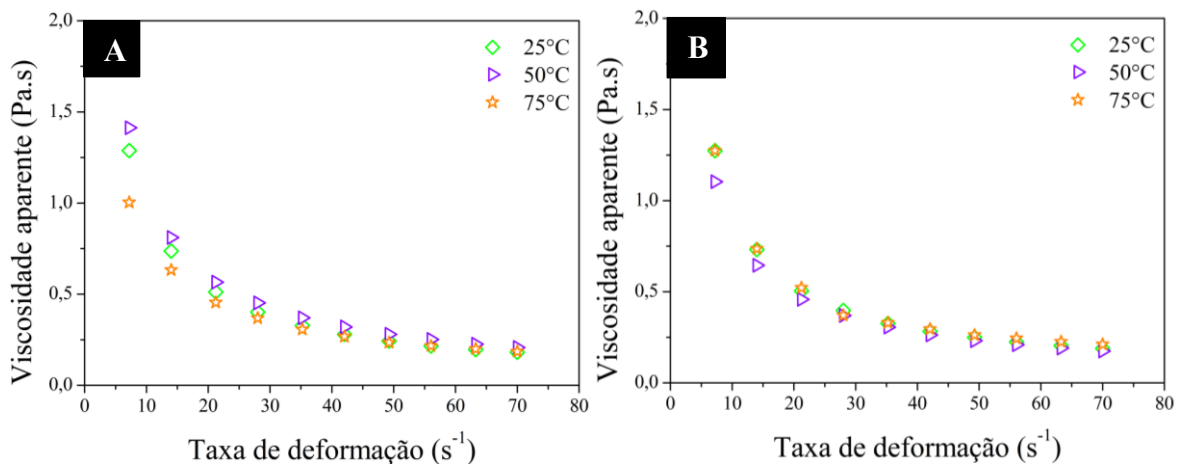 A
2,0
1,5
1,0
0,5
0,0
0 10 20 30 40 50 60 70 80
25°C
50°C
75°C
Viscosidade aparente (Pa.s)
Taxa de deformação (s⁻¹)
B
2,0
1,5
1,0
0,5
0,0
0 10 20 30 40 50 60 70 80
25°C
50°C
75°C
Viscosidade aparente (Pa.s)
Taxa de deformação (s⁻¹)